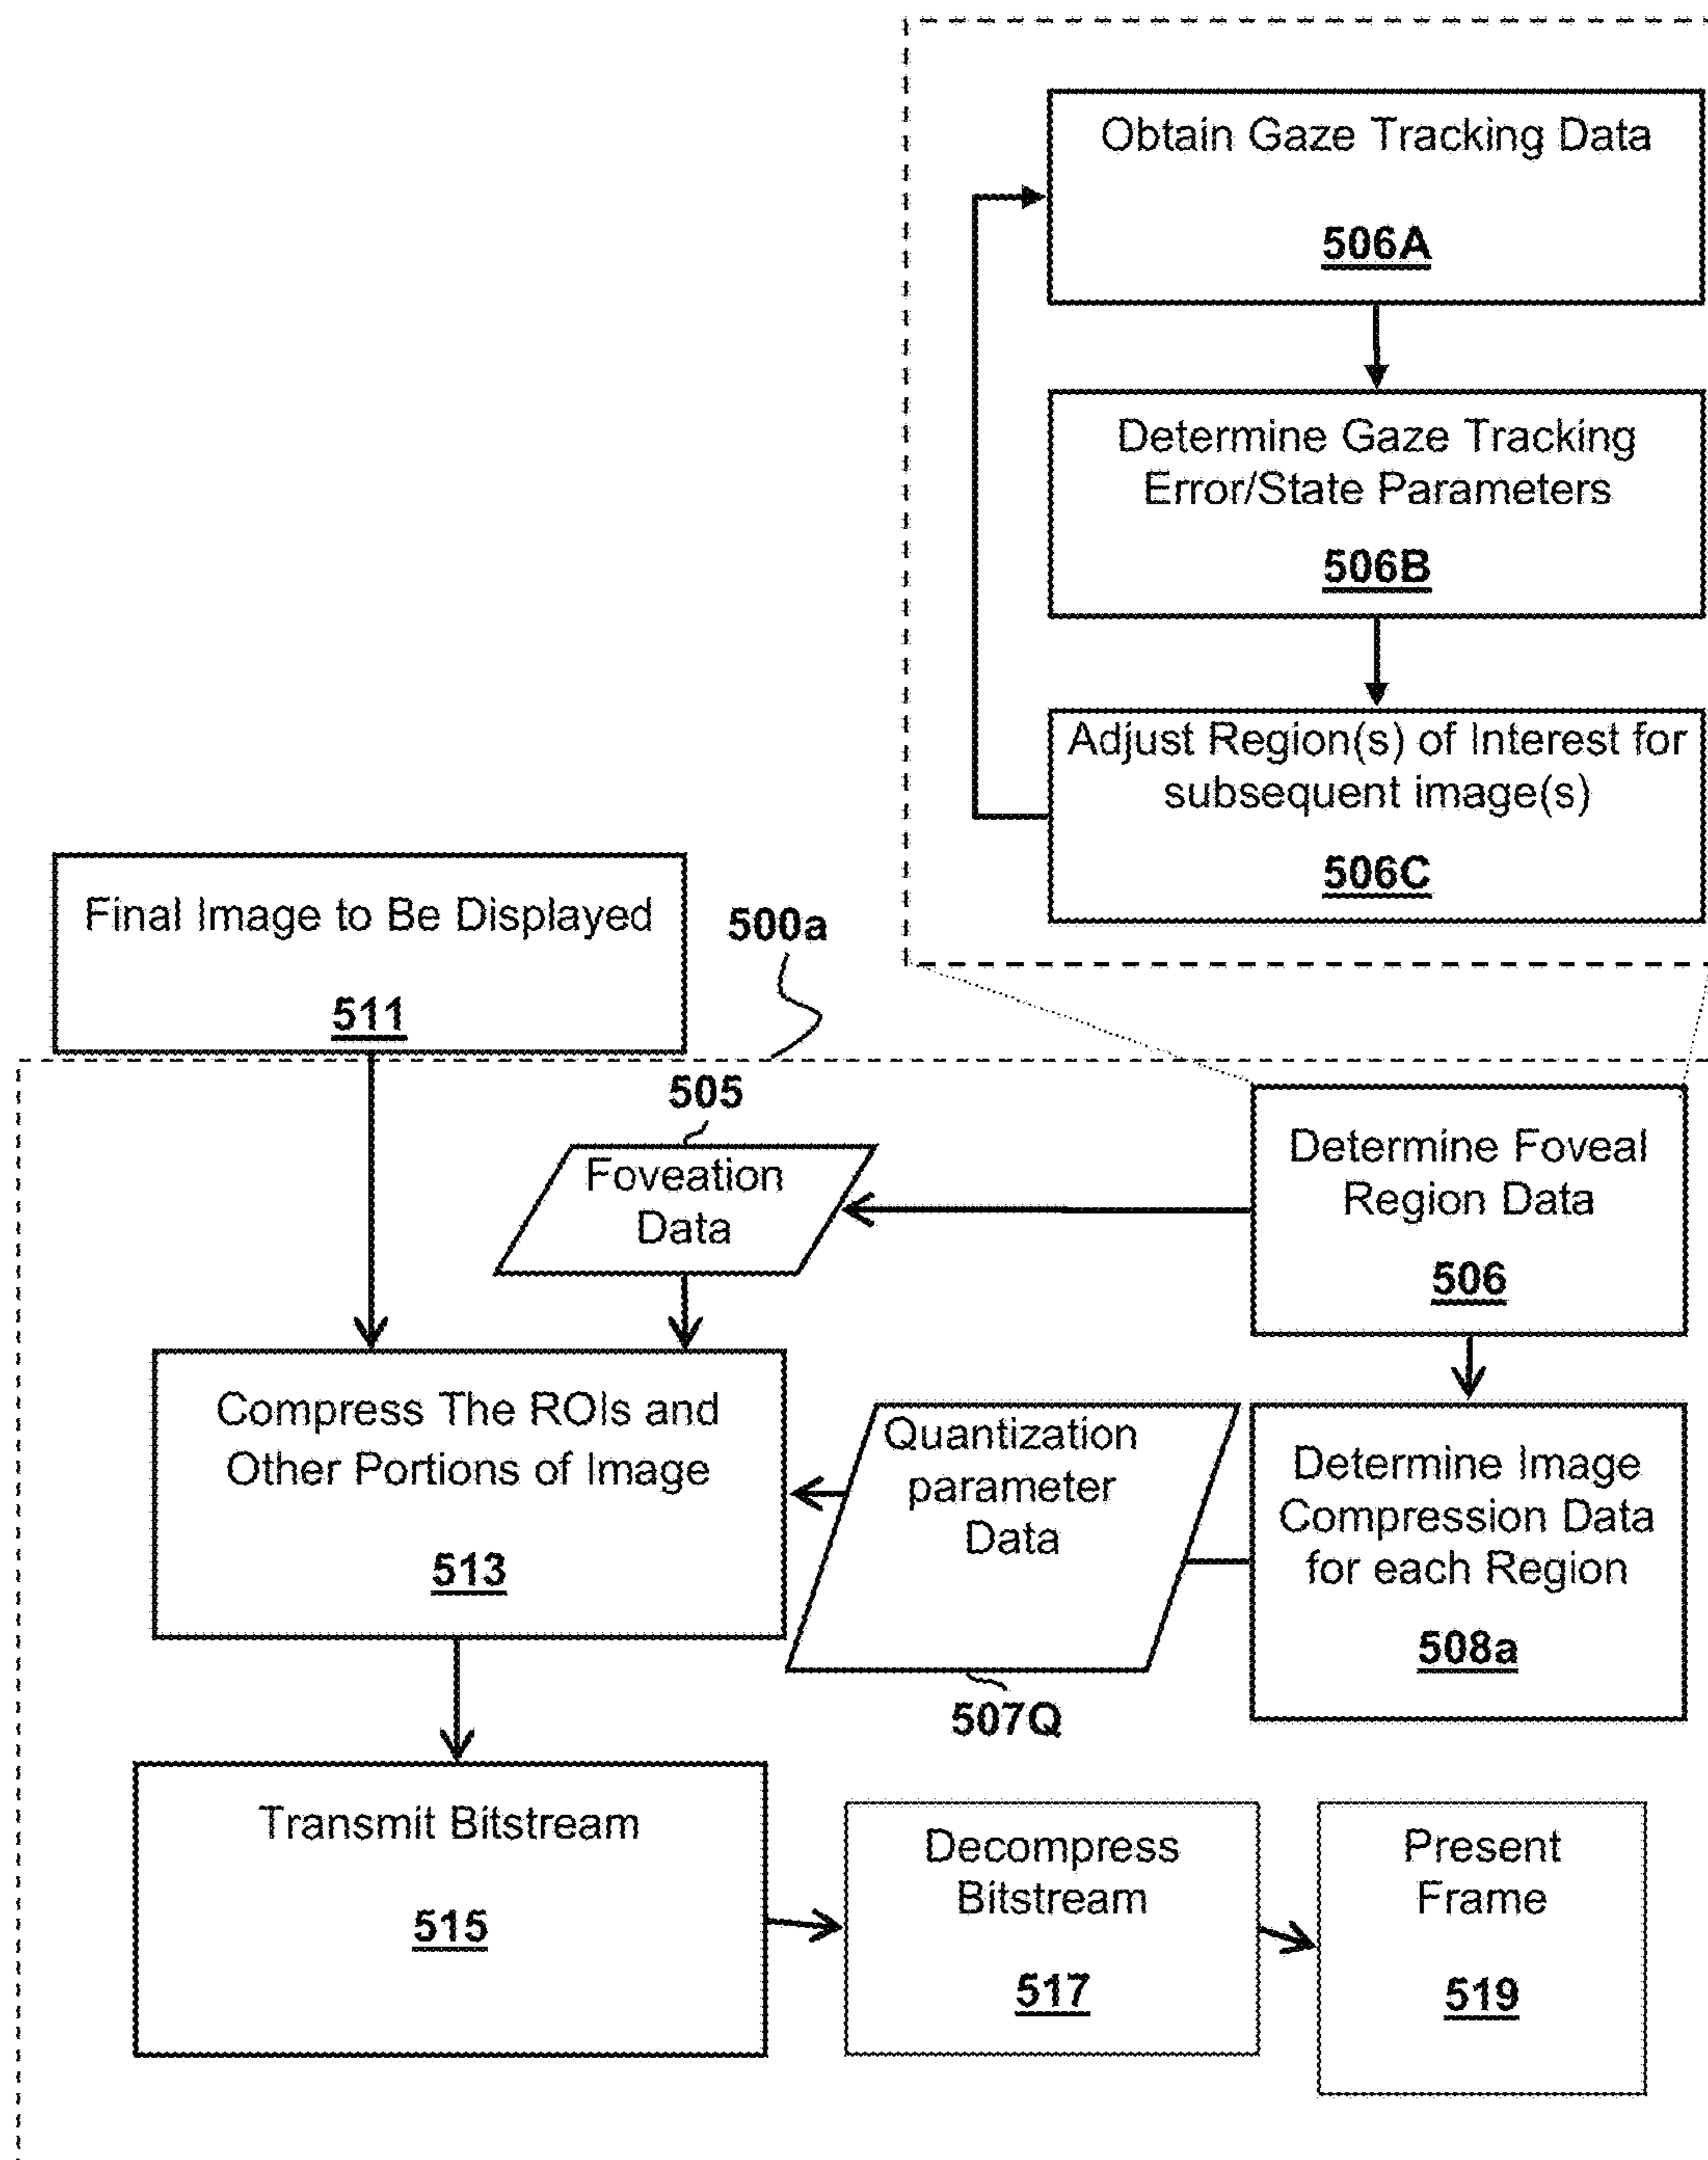 Obtain Gaze Tracking Data
506A
Determine Gaze Tracking
Error/State Parameters
506B
Adjust Region(s) of Interest for
subsequent image(s)
506C
Final Image to Be Displayed
511
500a
505
Foveation
Data
Determine Foveal
Region Data
506
Compress The ROIs and
Other Portions of Image
513
Quantization
parameter
Data
507Q
Determine Image
Compression Data
for each Region
508a
Transmit Bitstream
515
Decompress
Bitstream
517
Present
Frame
519